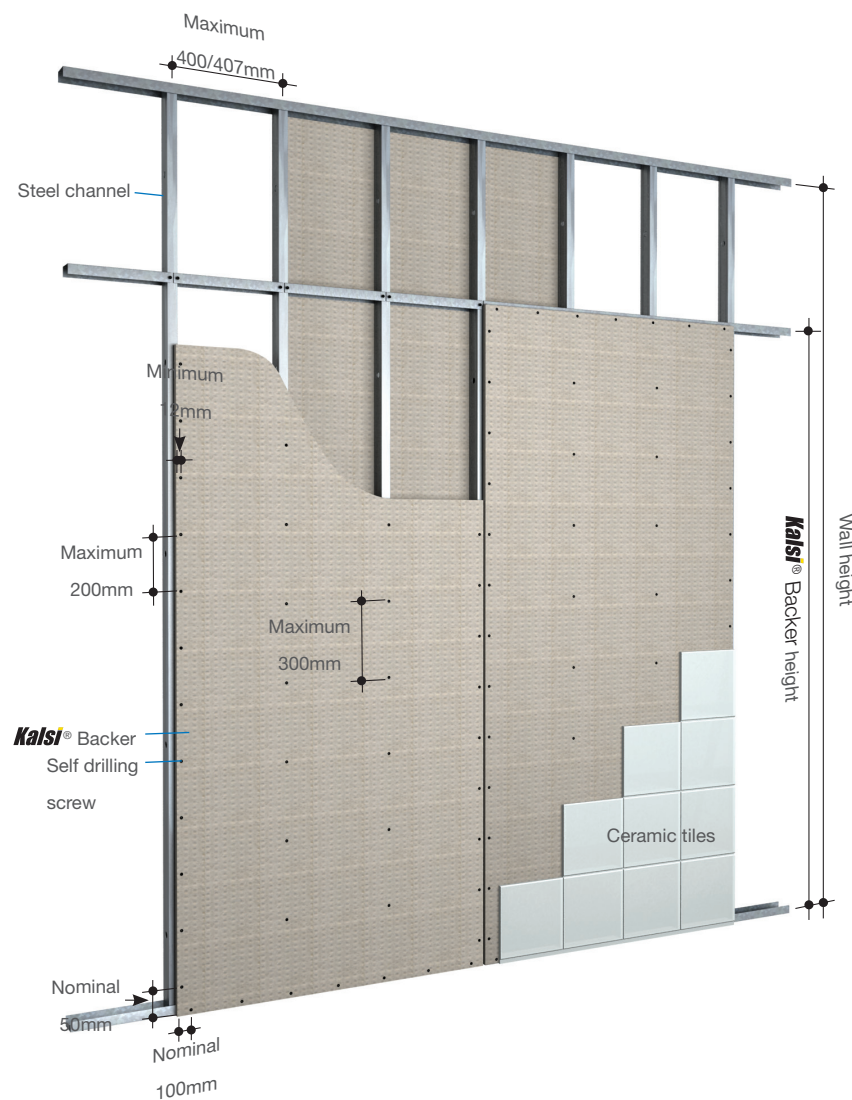 Maximum
400/407mm
Steel channel
Minimum
12mm
Maximum
200mm
Maximum
300mm
Kalsi® Backer
Self drilling
screw
Ceramic tiles
Nominal
50mm
Nominal
100mm
Kalsi® Backer height
Wall height